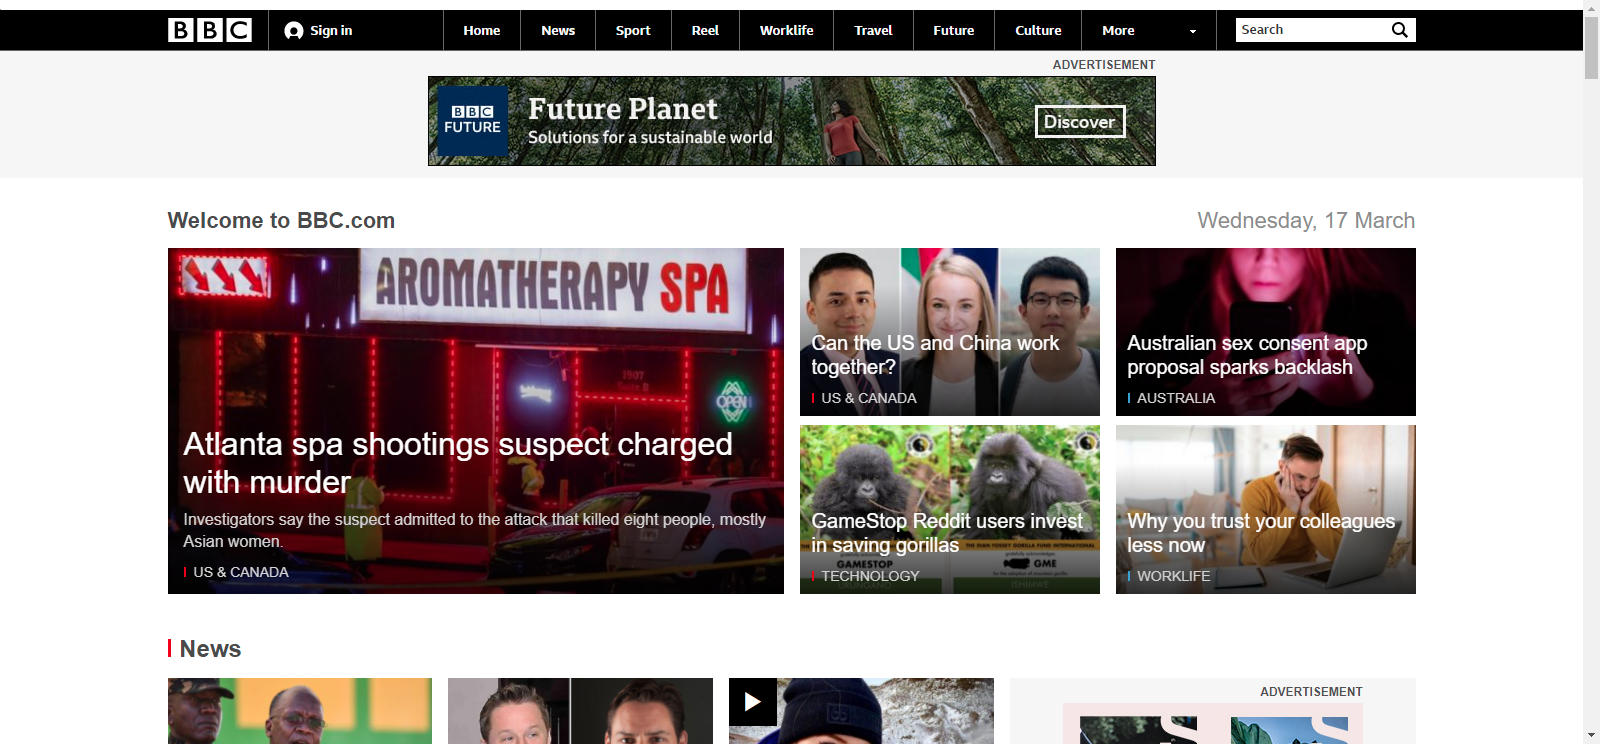 BBC
Sign in
Home
News
Sport
Reel
Worklife
Travel
Future
Culture
More
Search
ADVERTISEMENT
BBC
FUTURE
Future Planet
Solutions for a sustainable world
Discover
Welcome to BBC.com
Wednesday, 17 March
AROMATHERAPY SPA
1907
OPEN
Atlanta spa shootings suspect charged
with murder
Investigators say the suspect admitted to the attack that killed eight people, mostly
Asian women.
US & CANADA
Can the US and China work
together?
US & CANADA
Australian sex consent app
proposal sparks backlash
AUSTRALIA
GameStop Reddit users invest
in saving gorillas
GAMESTOP
GME
TECHNOLOGY
Why you trust your colleagues
less now
WORKLIFE
News
ADVERTISEMENT